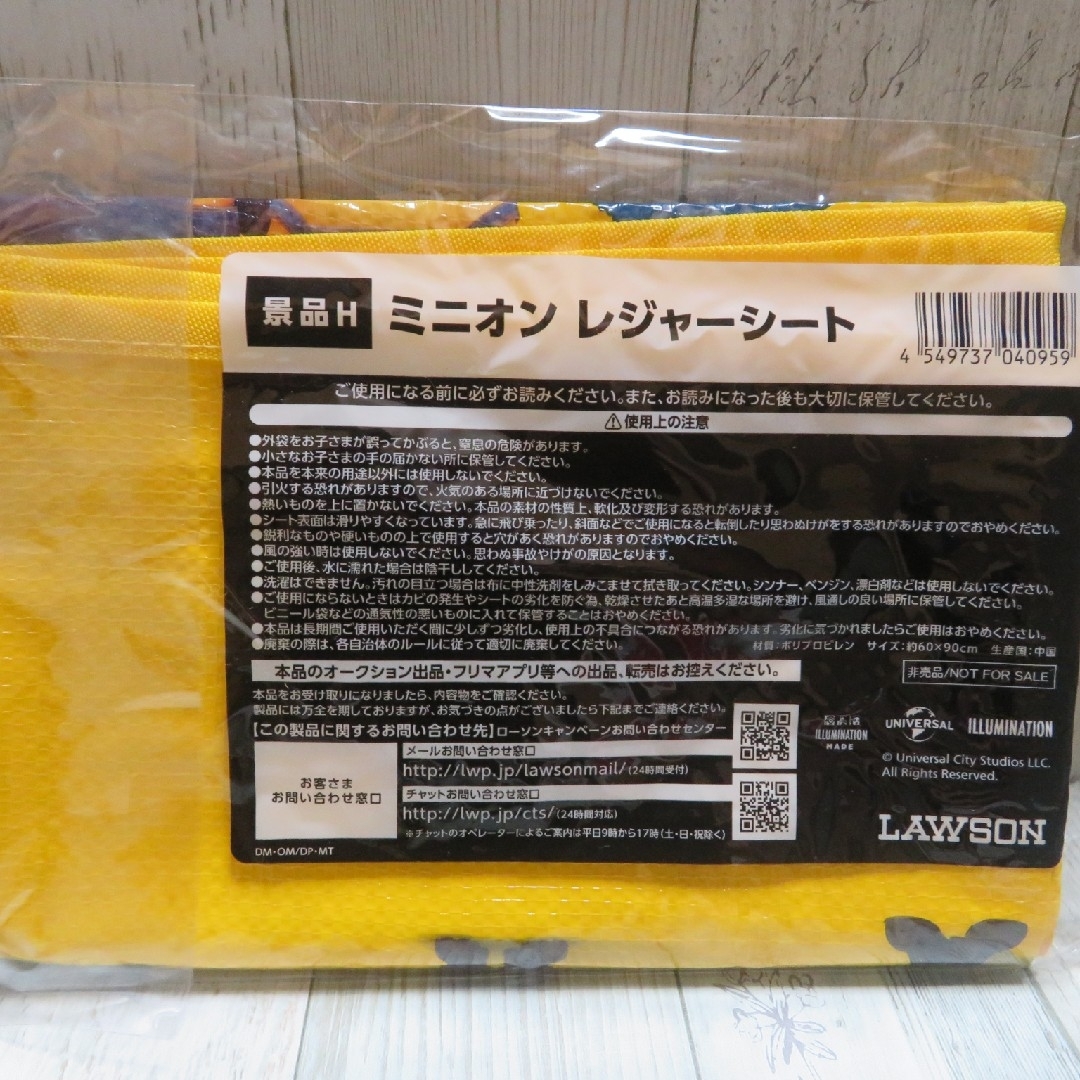 景品H ミニオン レジャーシート
4 549737 040959
ご使用になる前に必ずお読みください。また、お読みになった後も大切に保管してください。
⚠使用上の注意
●外袋をお子さまが誤ってかぶると、窒息の危険があります。
●小さなお子さまの手の届かない所に保管してください。
●本品を本来の用途以外には使用しないでください。
●引火する恐れがありますので、火気のある場所に近づけないでください。
●熱いものを上に置かないでください。本品の素材の性質上、軟化及び変形する恐れがあります。
●シート表面は滑りやすくなっています。急に飛び乗ったり、斜面などでご使用になると転倒したり思わぬけがをする恐れがありますのでおやめください。
●鋭利なものや硬いものの上で使用すると穴があく恐れがありますのでおやめください。
●風の強い時は使用しないでください。思わぬ事故やけがの原因となります。
●ご使用後、水に濡れた場合は陰干ししてください。
●洗濯はできません。汚れの目立つ場合は布に中性洗剤をしみこませて拭き取ってください。シンナー、ベンジン、漂白剤などは使用しないでください。
●ご使用にならないときはカビの発生やシートの劣化を防ぐ為、乾燥させたあと高温多湿な場所を避け、風通しの良い場所に保管してください。
ビニール袋などの通気性の悪いものに入れて保管することはおやめください。
●本品は長期間ご使用いただく間に少しずつ劣化し、使用上の不具合につながる恐れがあります。劣化に気づかれましたらご使用はおやめください。
●廃棄の際は、各自治体のルールに従って適切に廃棄してください。
材質:ポリプロピレン サイズ:約60×90cm 生産国:中国
本品のオークション出品・フリマアプリ等への出品、転売はお控えください。
非売品/NOT FOR SALE
本品をお受け取りになりましたら、内容物をご確認ください。
製品には万全を期しておりますが、お気づきの点がございましたら下記までご連絡ください。
【この製品に関するお問い合わせ先】ローソンキャンペーンお問い合わせセンター
お客さま
お問い合わせ窓口
メールお問い合わせ窓口
http://lwp.jp/lawsonmail/(24時間受付)
チャットお問い合わせ窓口
http://lwp.jp/cts/(24時間対応)
※チャットのオペレーターによるご案内は平日9時から17時(土・日・祝除く)
DM・OM/DP・MT
ILLUMINATION
MADE
UNIVERSAL
ILLUMINATION
© Universal City Studios LLC.
All Rights Reserved.
LAWSON